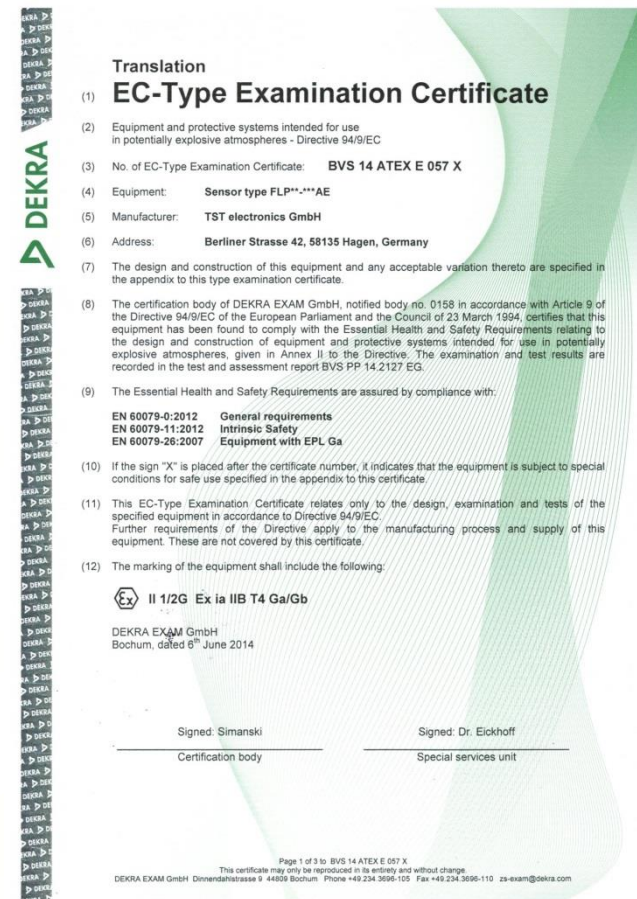 DEKRA
Translation
(1) EC-Type Examination Certificate
(2) Equipment and protective systems intended for use
in potentially explosive atmospheres - Directive 94/9/EC
(3) No. of EC-Type Examination Certificate: BVS 14 ATEX E 057 X
(4) Equipment: Sensor type FLP**-***AE
(5) Manufacturer: TST electronics GmbH
(6) Address: Berliner Strasse 42, 58135 Hagen, Germany
(7) The design and construction of this equipment and any acceptable variation thereto are specified in
the appendix to this type examination certificate.
(8) The certification body of DEKRA EXAM GmbH, notified body no. 0158 in accordance with Article 9 of
the Directive 94/9/EC of the European Parliament and the Council of 23 March 1994, certifies that this
equipment has been found to comply with the Essential Health and Safety Requirements relating to
the design and construction of equipment and protective systems intended for use in potentially
explosive atmospheres, given in Annex II to the Directive. The examination and test results are
recorded in the test and assessment report BVS PP 14.2127 EG.
(9) The Essential Health and Safety Requirements are assured by compliance with:
EN 60079-0:2012 General requirements
EN 60079-11:2012 Intrinsic Safety
EN 60079-26:2007 Equipment with EPL Ga
(10) If the sign "X" is placed after the certificate number, it indicates that the equipment is subject to special
conditions for safe use specified in the appendix to this certificate.
(11) This EC-Type Examination Certificate relates only to the design, examination and tests of the
specified equipment in accordance to Directive 94/9/EC.
Further requirements of the Directive apply to the manufacturing process and supply of this
equipment. These are not covered by this certificate.
(12) The marking of the equipment shall include the following:
Ex II 1/2G Ex ia IIB T4 Ga/Gb
DEKRA EXAM GmbH
Bochum, dated 6th June 2014
Signed: Simanski Signed: Dr. Eickhoff
Certification body Special services unit
Page 1 of 3 to BVS 14 ATEX E 057 X
This certificate may only be reproduced in its entirety and without change.
DEKRA EXAM GmbH Dinnendahlstrasse 9 44809 Bochum Phone +49.234.3696-105 Fax +49.234.3696-110 zs-exam@dekra.com